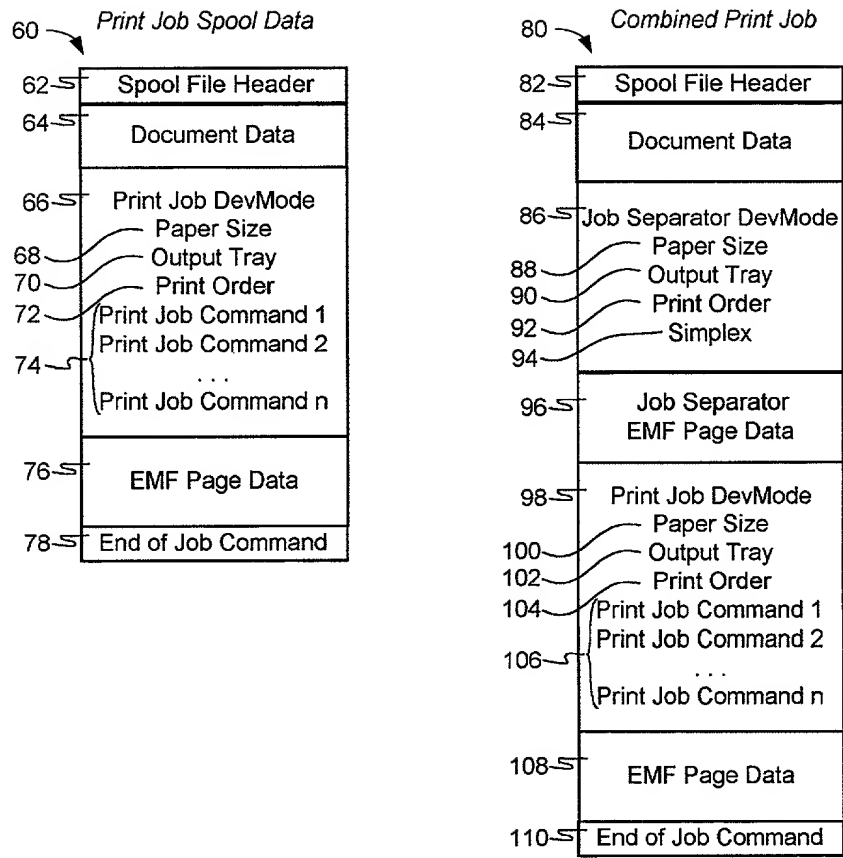 60 Print Job Spool Data
62 Spool File Header
64 Document Data
66 Print Job DevMode
68 Paper Size
70 Output Tray
72 Print Order
74 Print Job Command 1
Print Job Command 2
. . .
Print Job Command n
76 EMF Page Data
78 End of Job Command
80 Combined Print Job
82 Spool File Header
84 Document Data
86 Job Separator DevMode
88 Paper Size
90 Output Tray
92 Print Order
94 Simplex
96 Job Separator
EMF Page Data
98 Print Job DevMode
100 Paper Size
102 Output Tray
104 Print Order
106 Print Job Command 1
Print Job Command 2
. . .
Print Job Command n
108 EMF Page Data
110 End of Job Command